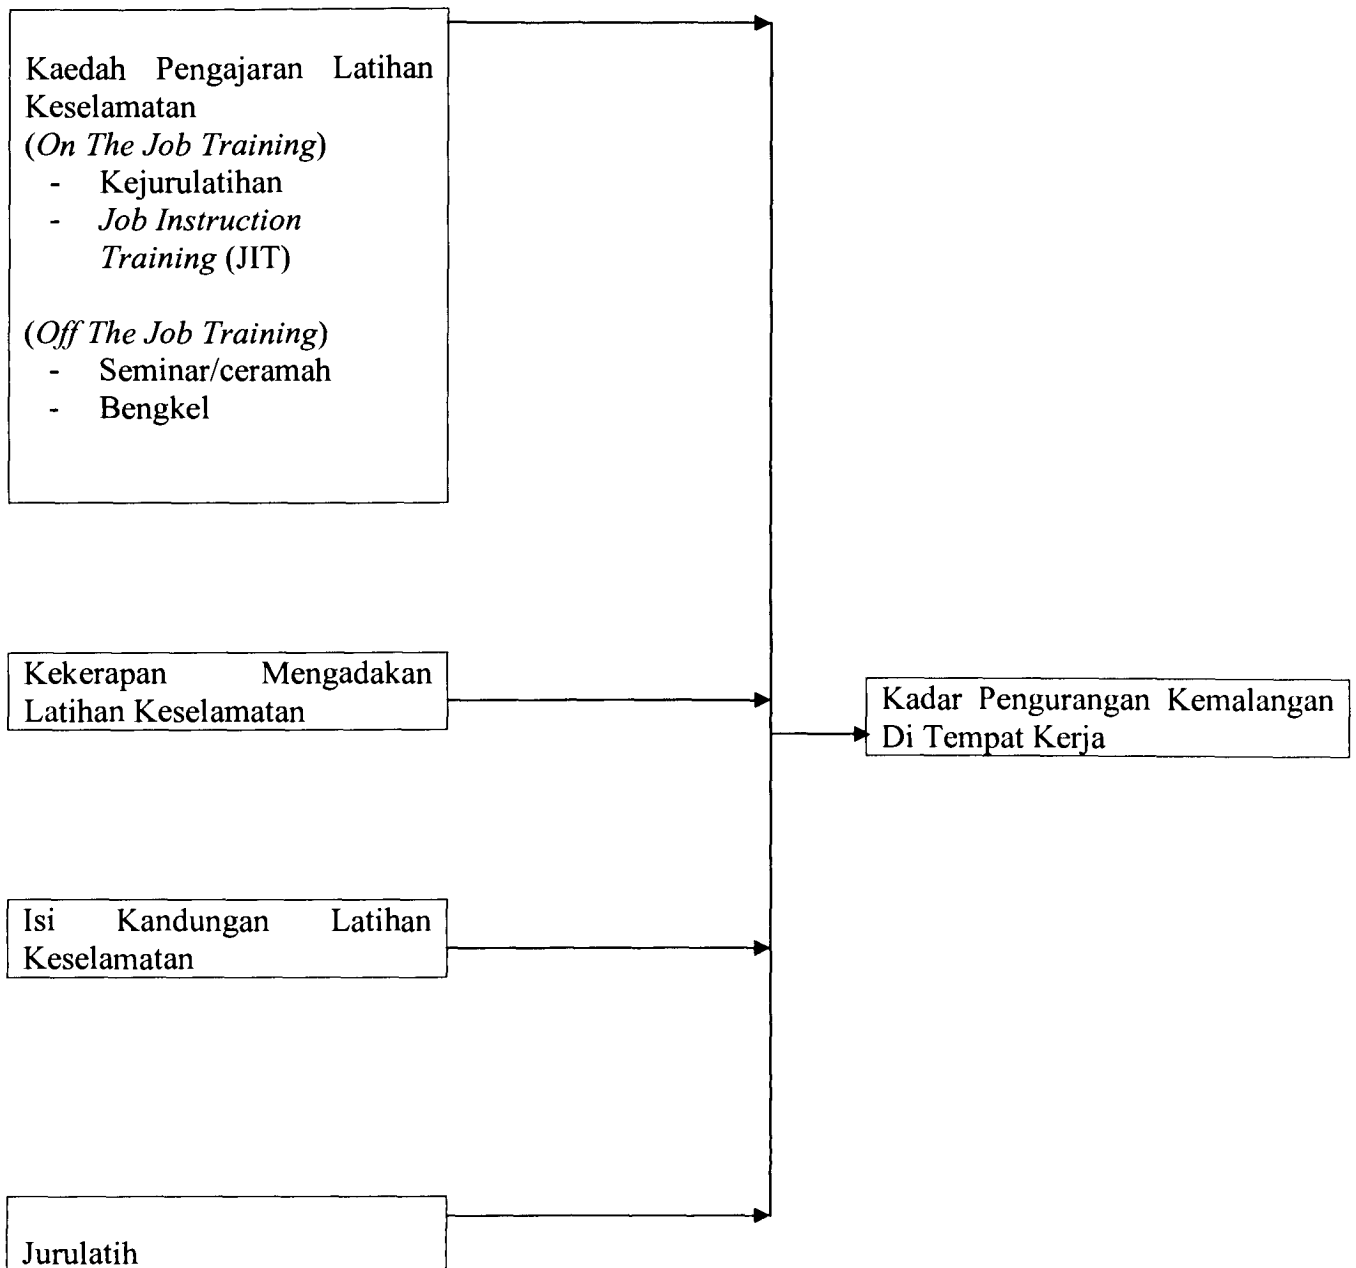 Kaedah Pengajaran Latihan
Keselamatan
(On The Job Training)
- Kejurulatihan
- Job Instruction
Training (JIT)
(Off The Job Training)
- Seminar/ceramah
- Bengkel
Kekerapan Mengadakan
Latihan Keselamatan
Kadar Pengurangan Kemalangan
Di Tempat Kerja
Isi Kandungan Latihan
Keselamatan
Jurulatih